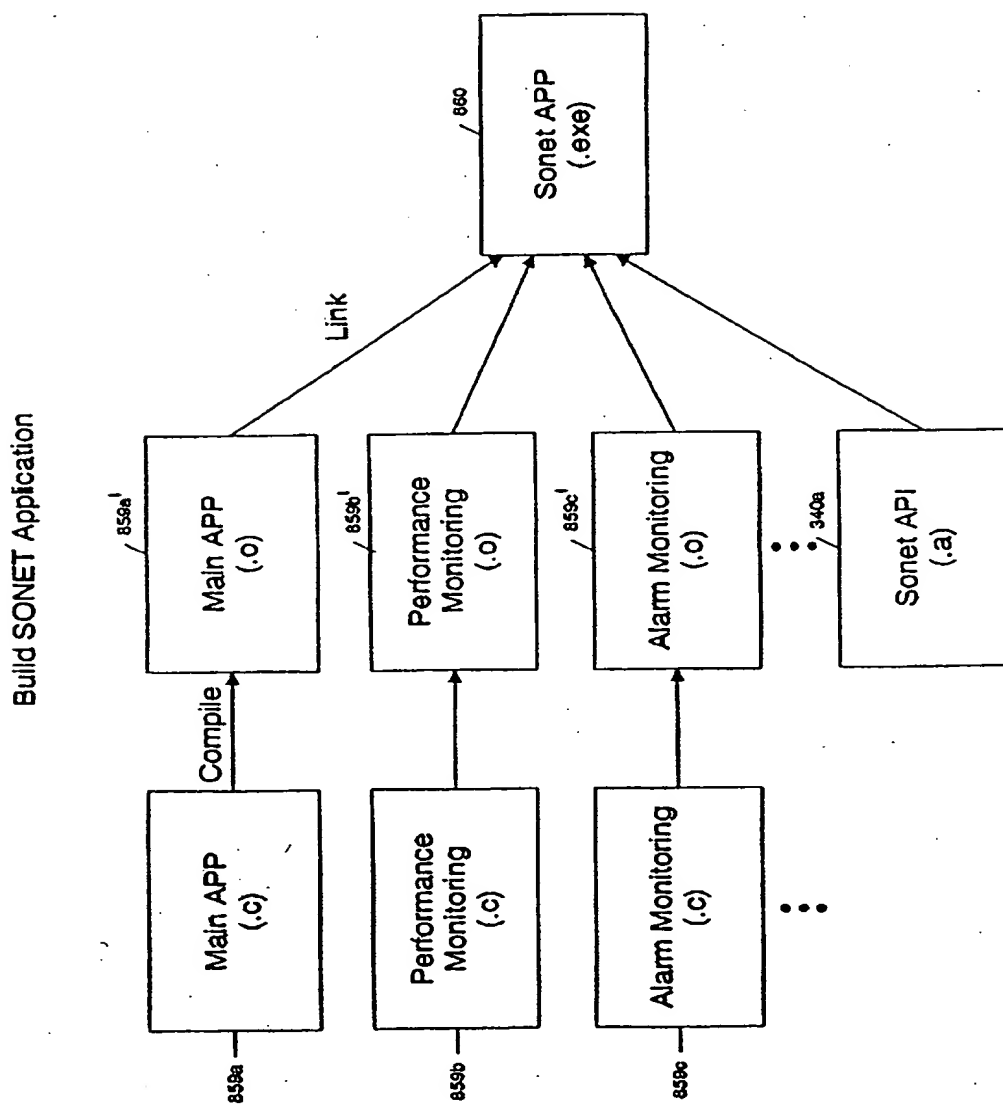 Build SONET Application
859a
Main APP
(.c)
Compile
859a'
Main APP
(.o)
Link
860
Sonet APP
(.exe)
859b
Performance
Monitoring
(.c)
859b'
Performance
Monitoring
(.o)
859c
Alarm Monitoring
(.c)
859c'
Alarm Monitoring
(.o)
340a
Sonet API
(.a)